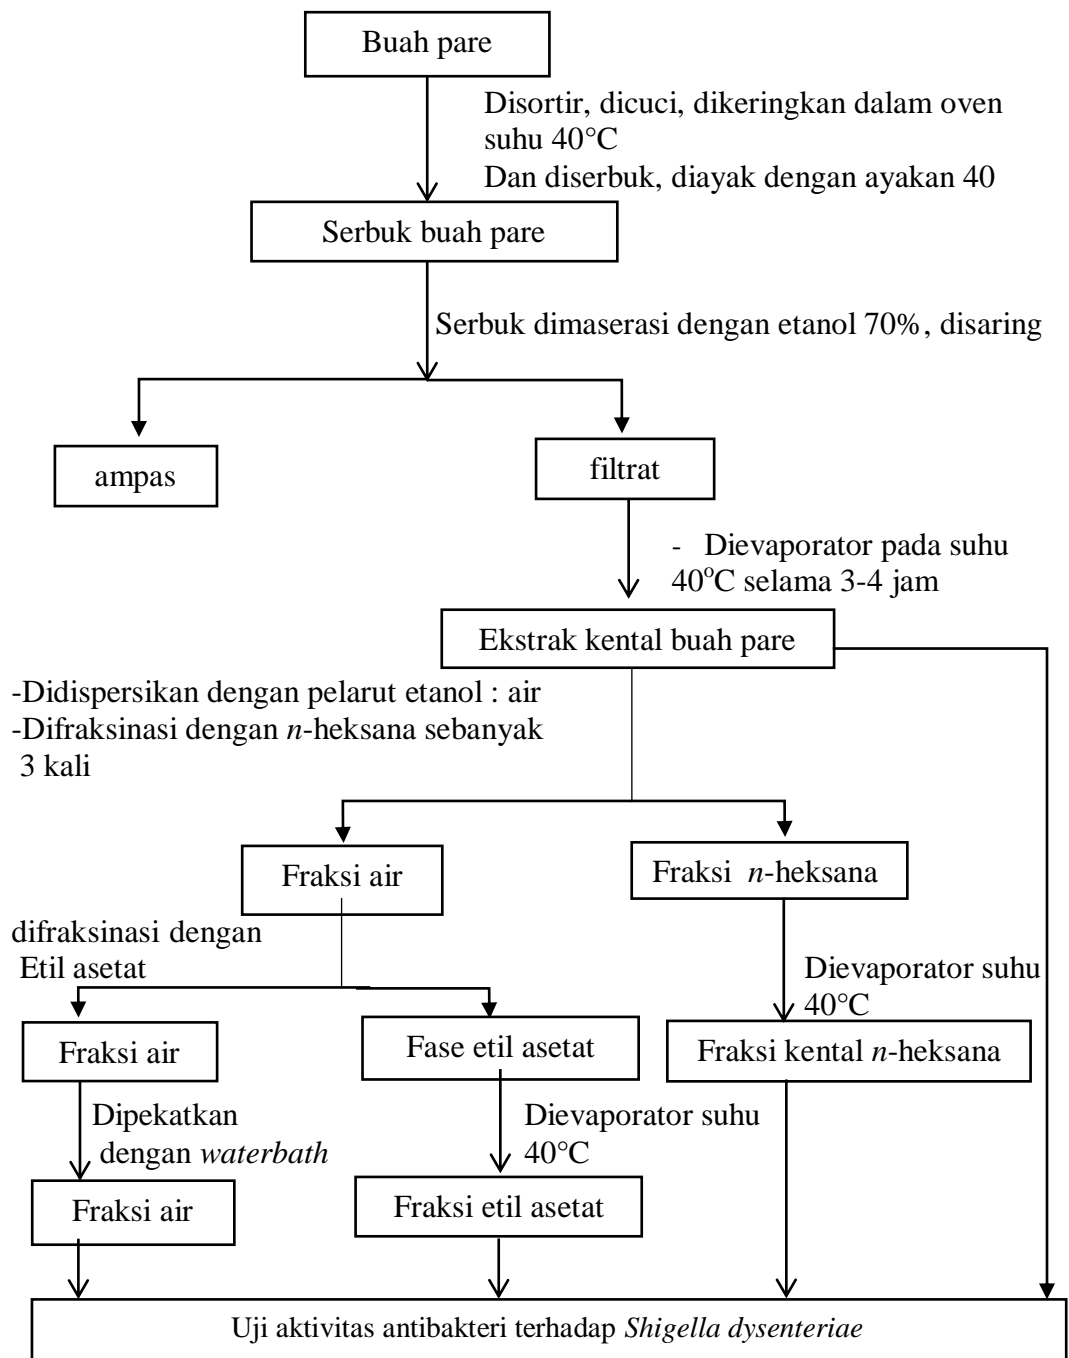 Buah pare
Disortir, dicuci, dikeringkan dalam oven
suhu 40°C
Dan diserbuk, diayak dengan ayakan 40
Serbuk buah pare
Serbuk dimaserasi dengan etanol 70%, disaring
ampas
filtrat
- Dievaporator pada suhu
40°C selama 3-4 jam
Ekstrak kental buah pare
-Didispersikan dengan pelarut etanol : air
-Difraksinasi dengan n-heksana sebanyak
3 kali
Fraksi air
Fraksi n-heksana
difraksinasi dengan
Etil asetat
Dievaporator suhu
40°C
Fraksi air
Fase etil asetat
Fraksi kental n-heksana
Dipekatkan
dengan waterbath
Dievaporator suhu
40°C
Fraksi air
Fraksi etil asetat
Uji aktivitas antibakteri terhadap Shigella dysenteriae